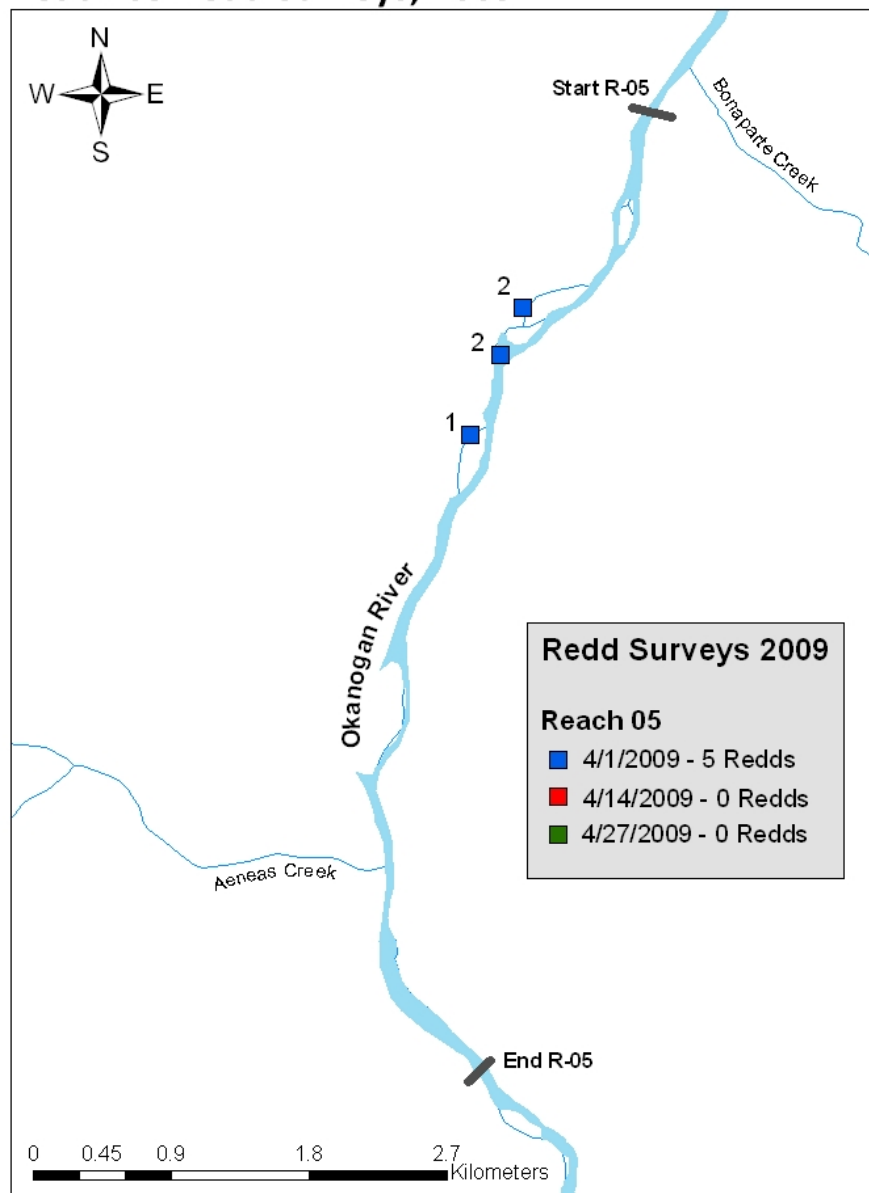 N
W E
S
Start R-05
Bonaparte Creek
2
2
1
Okanogan River
Redd Surveys 2009
Reach 05
4/1/2009 - 5 Redds
4/14/2009 - 0 Redds
4/27/2009 - 0 Redds
Aeneas Creek
End R-05
0 0.45 0.9 1.8 2.7
Kilometers